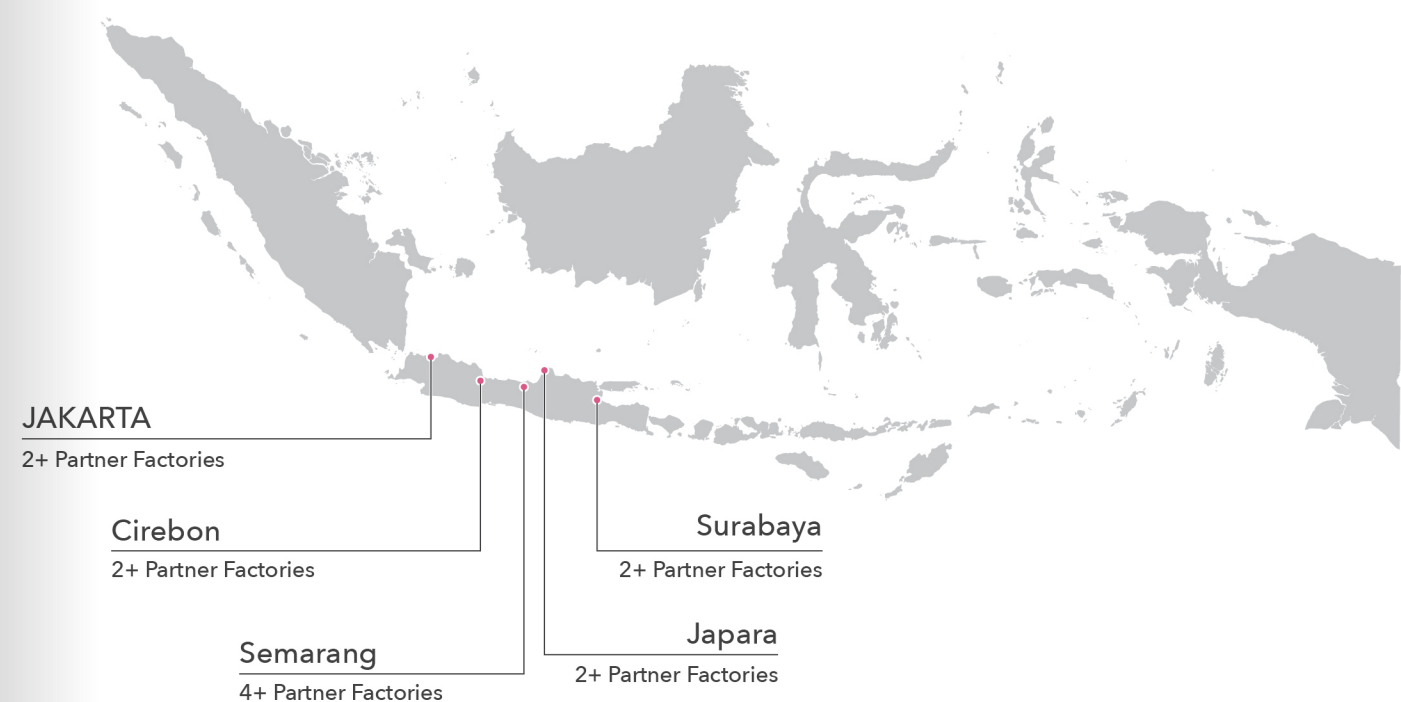 JAKARTA
2+ Partner Factories
Cirebon
2+ Partner Factories
Surabaya
2+ Partner Factories
Semarang
4+ Partner Factories
Japara
2+ Partner Factories